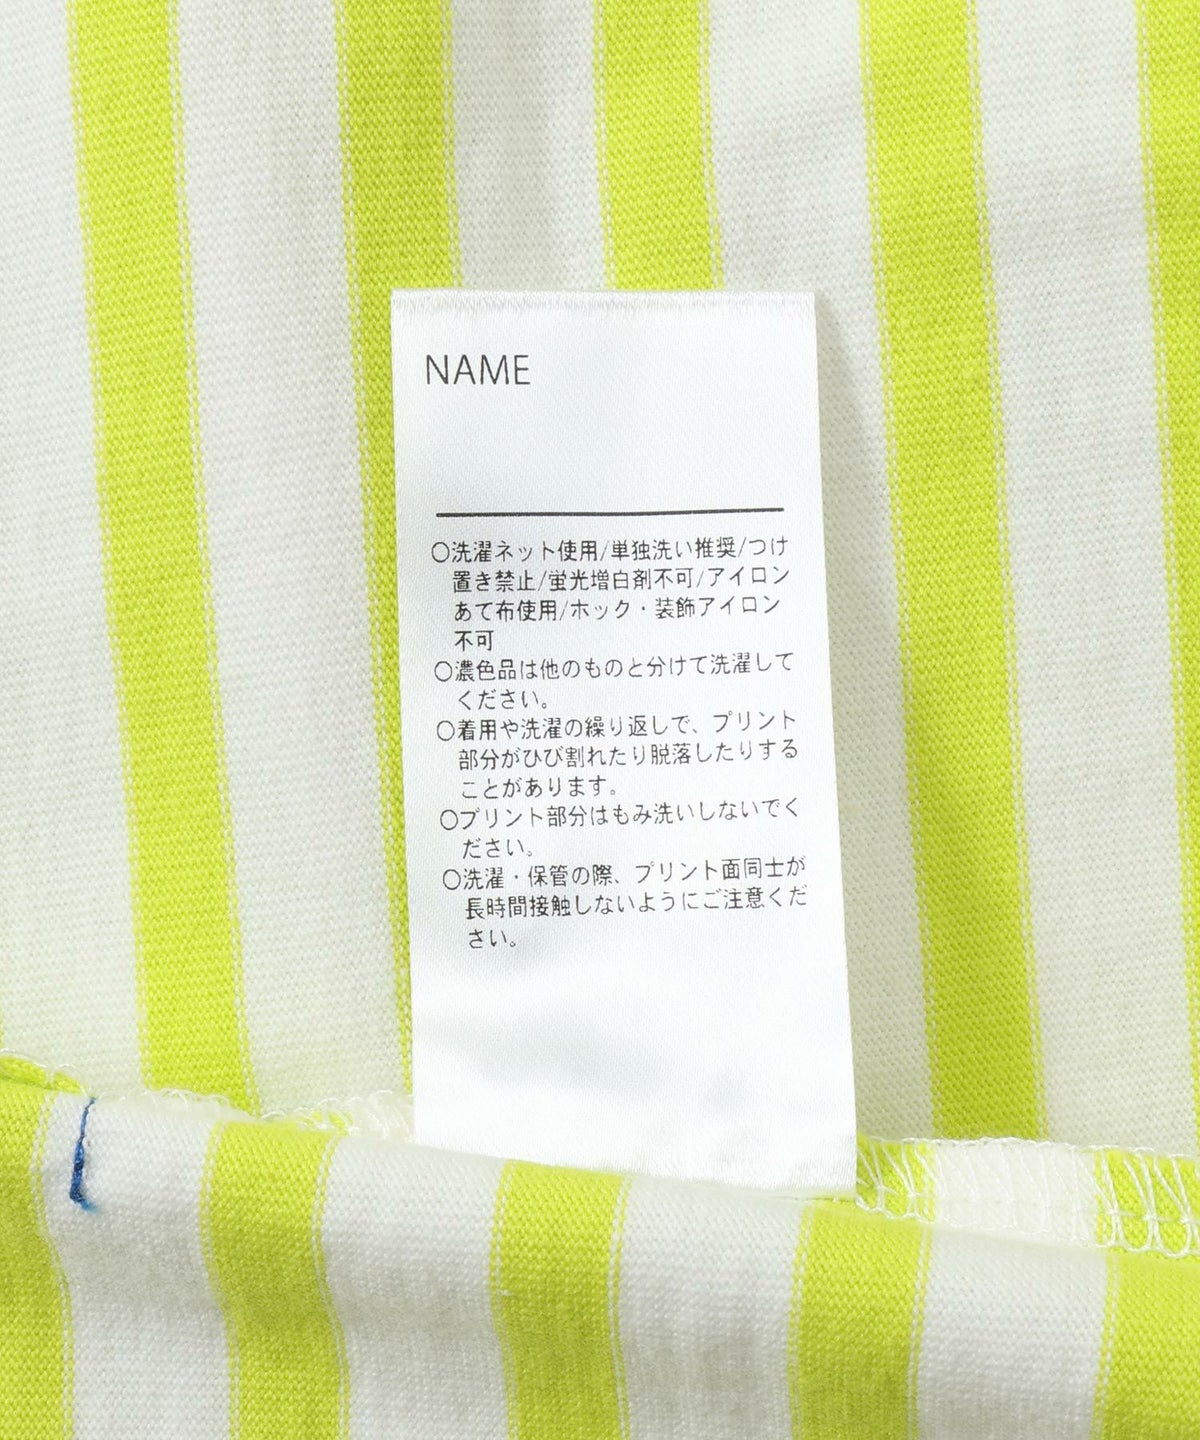 NAME
○洗濯ネット使用/単独洗い推奨/つけ
置き禁止/蛍光増白剤不可/アイロン
あて布使用/ホック・装飾アイロン
不可
○濃色品は他のものと分けて洗濯して
ください。
○着用や洗濯の繰り返しで、プリント
部分がひび割れたり脱落したりする
ことがあります。
○プリント部分はもみ洗いしないでく
ださい。
○洗濯・保管の際、プリント面同士が
長時間接触しないようにご注意くだ
さい。